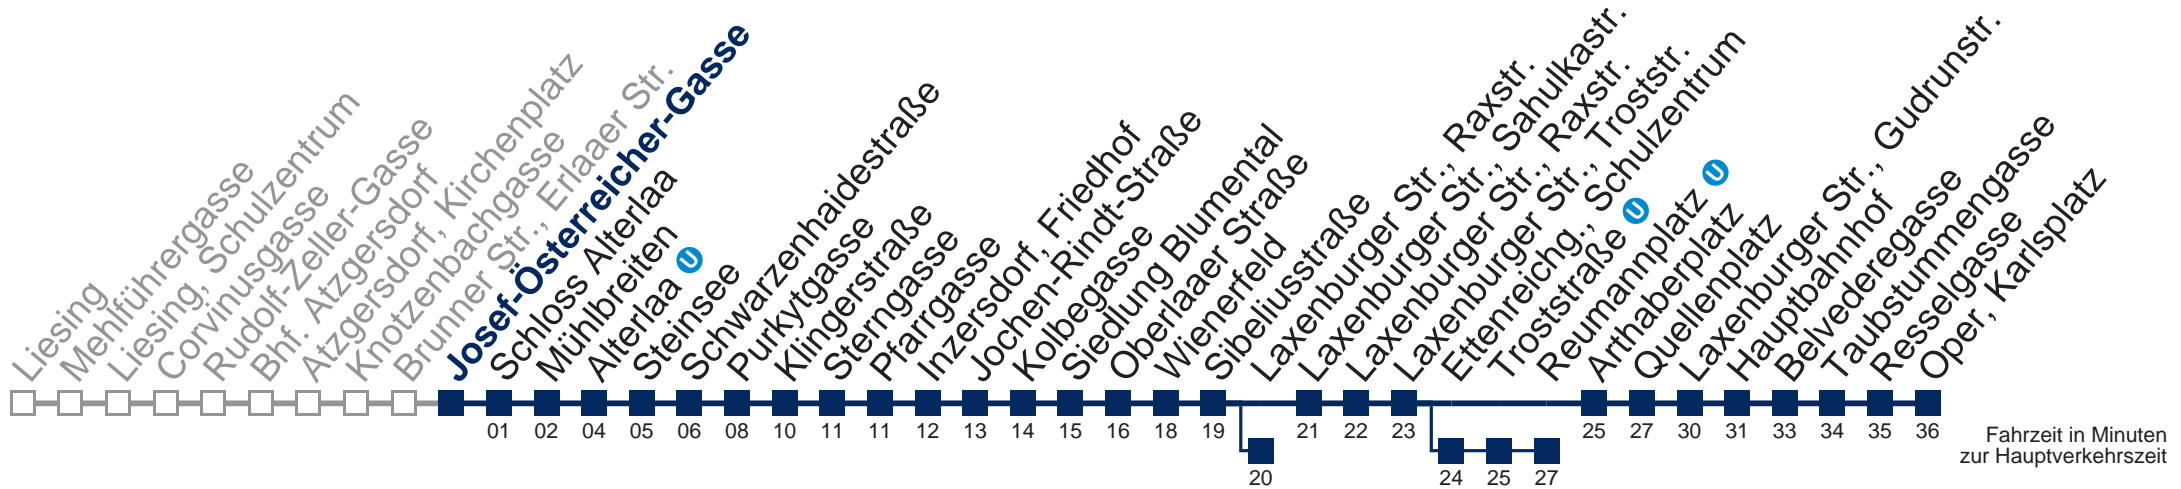 Liesing
Mehlführergasse
Liesing, Schulzentrum
Corvinusgasse
Rudolf-Zeller-Gasse
Bhf. Atzgersdorf
Atzgersdorf, Kirchenplatz
Knotzenbachgasse
Brunner Str., Erlaaer Str.
Josef-Österreicher-Gasse
Schloss Alterlaa
Mühlbreiten
Alterlaa U
Steinsee
Schwarzenhaidestraße
Purkytgasse
Klingerstraße
Sterngasse
Pfarrgasse
Inzersdorf, Friedhof
Jochen-Rindt-Straße
Kolbegasse
Siedlung Blumental
Oberlaaer Straße
Wienerfeld
Sibeliusstraße
Laxenburger Str., Raxstr.
Laxenburger Str., Sahulkastr.
Laxenburger Str., Raxstr.
Laxenburger Str., Troststr.
Ettenreichg., Schulzentrum
Troststraße U
Reumannplatz U
Arthaberplatz
Quellenplatz
Laxenburger Str., Gudrunstr.
Hauptbahnhof
Belvederegasse
Taubstummengasse
Resselgasse
Oper, Karlsplatz
01 02 04 05 06 08 10 11 11 12 13 14 15 16 18 19 21 22 23 25 27 30 31 33 34 35 36
20 24 25 27
Fahrzeit in Minuten
zur Hauptverkehrszeit